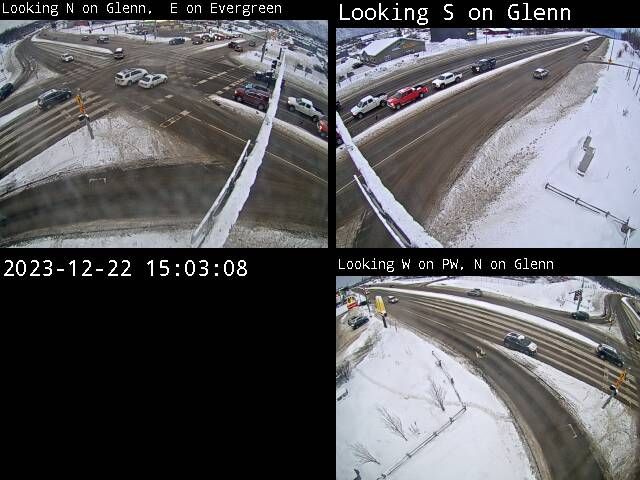 Looking N on Glenn, E on Evergreen
Looking S on Glenn
2023-12-22 15:03:08
Looking W on PW, N on Glenn